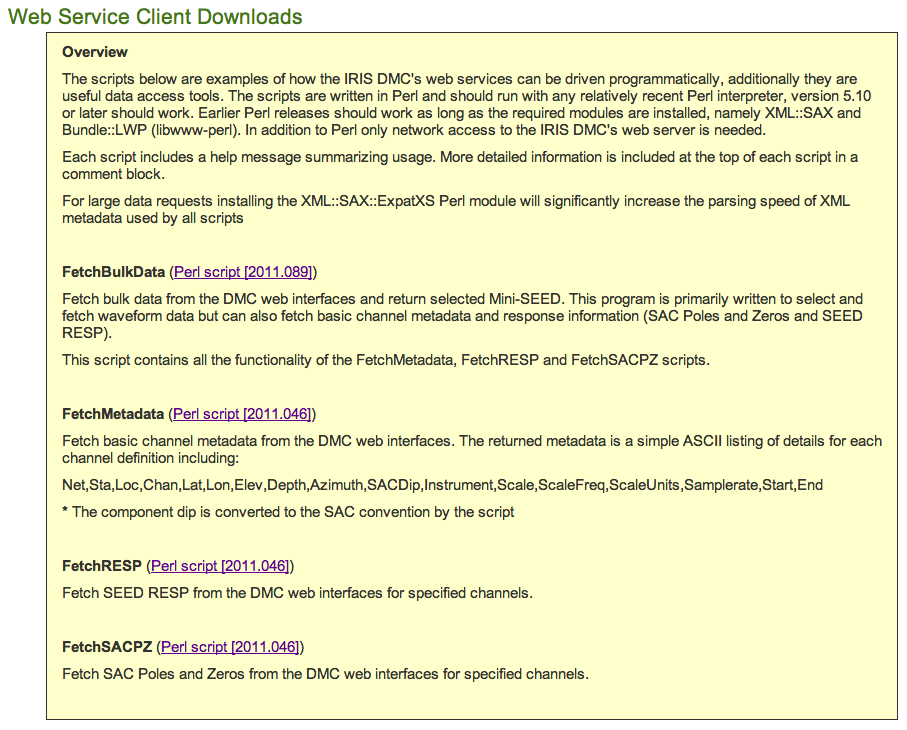 Web Service Client Downloads
Overview
The scripts below are examples of how the IRIS DMC's web services can be driven programmatically, additionally they are
useful data access tools. The scripts are written in Perl and should run with any relatively recent Perl interpreter, version 5.10
or later should work. Earlier Perl releases should work as long as the required modules are installed, namely XML::SAX and
Bundle::LWP (libwww-perl). In addition to Perl only network access to the IRIS DMC's web server is needed.
Each script includes a help message summarizing usage. More detailed information is included at the top of each script in a
comment block.
For large data requests installing the XML::SAX::ExpatXS Perl module will significantly increase the parsing speed of XML
metadata used by all scripts
FetchBulkData (Perl script [2011.089])
Fetch bulk data from the DMC web interfaces and return selected Mini-SEED. This program is primarily written to select and
fetch waveform data but can also fetch basic channel metadata and response information (SAC Poles and Zeros and SEED
RESP).
This script contains all the functionality of the FetchMetadata, FetchRESP and FetchSACPZ scripts.
FetchMetadata (Perl script [2011.046])
Fetch basic channel metadata from the DMC web interfaces. The returned metadata is a simple ASCII listing of details for each
channel definition including:
Net,Sta,Loc,Chan,Lat,Lon,Elev,Depth,Azimuth,SACDip,Instrument,Scale,ScaleFreq,ScaleUnits,Samplerate,Start,End
* The component dip is converted to the SAC convention by the script
FetchRESP (Perl script [2011.046])
Fetch SEED RESP from the DMC web interfaces for specified channels.
FetchSACPZ (Perl script [2011.046])
Fetch SAC Poles and Zeros from the DMC web interfaces for specified channels.